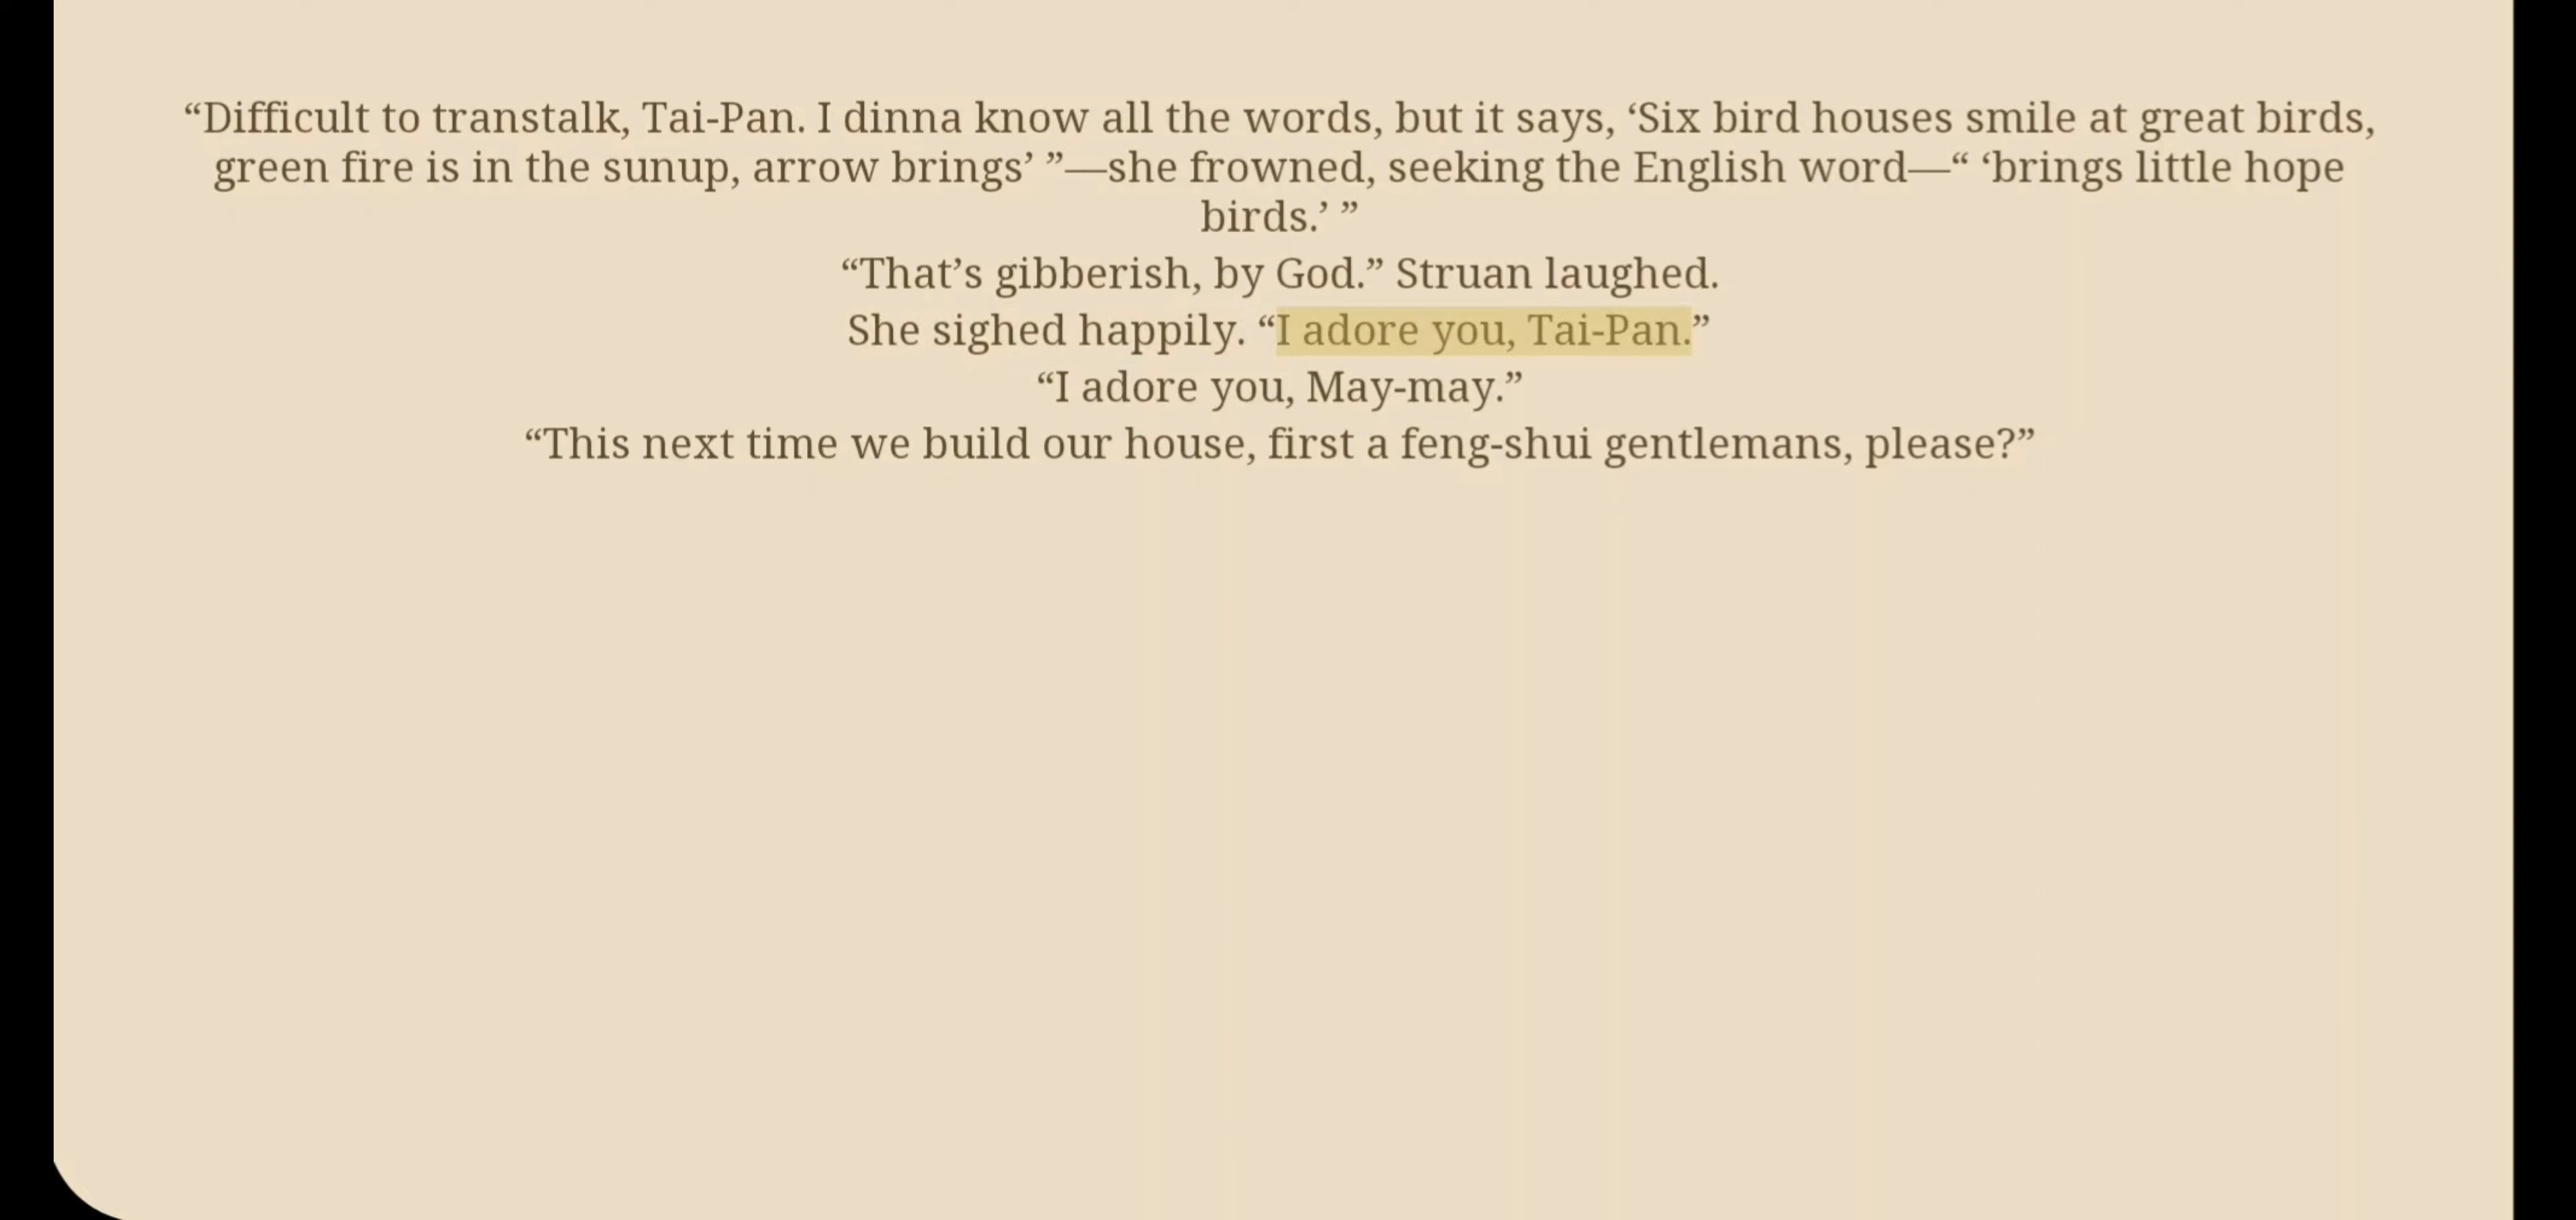 “Difficult to transtalk, Tai-Pan. I dinna know all the words, but it says, ‘Six bird houses smile at great birds,
green fire is in the sunup, arrow brings’ ”—she frowned, seeking the English word—“ ‘brings little hope
birds.’ ”
“That’s gibberish, by God.” Struan laughed.
She sighed happily. “I adore you, Tai-Pan.”
“I adore you, May-may.”
“This next time we build our house, first a feng-shui gentlemans, please?”